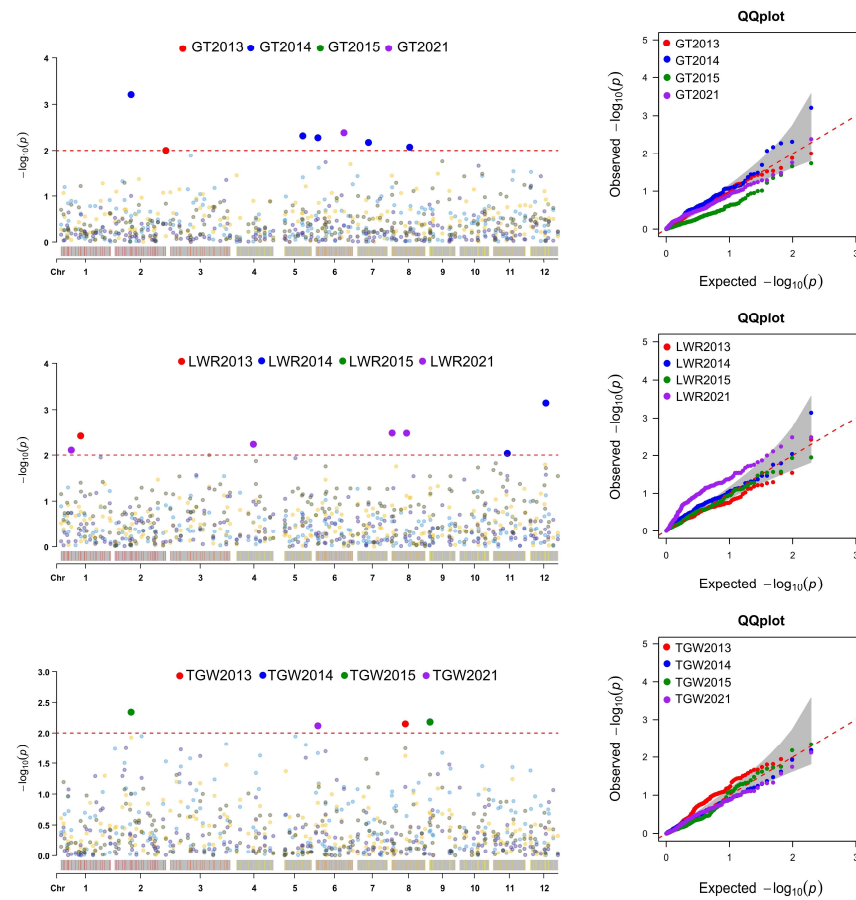 GT2013 GT2014 GT2015 GT2021
4
3
2
1
0
−log₁₀(p)
Chr 1 2 3 4 5 6 7 8 9 10 11 12
QQplot
GT2013
GT2014
GT2015
GT2021
5
4
3
2
1
0
Observed −log₁₀(p)
0 1 2 3
Expected −log₁₀(p)
LWR2013 LWR2014 LWR2015 LWR2021
4
3
2
1
0
−log₁₀(p)
Chr 1 2 3 4 5 6 7 8 9 10 11 12
QQplot
LWR2013
LWR2014
LWR2015
LWR2021
5
4
3
2
1
0
Observed −log₁₀(p)
0 1 2 3
Expected −log₁₀(p)
TGW2013 TGW2014 TGW2015 TGW2021
3.0
2.5
2.0
1.5
1.0
0.5
0.0
−log₁₀(p)
Chr 1 2 3 4 5 6 7 8 9 10 11 12
QQplot
TGW2013
TGW2014
TGW2015
TGW2021
5
4
3
2
1
0
Observed −log₁₀(p)
0 1 2 3
Expected −log₁₀(p)